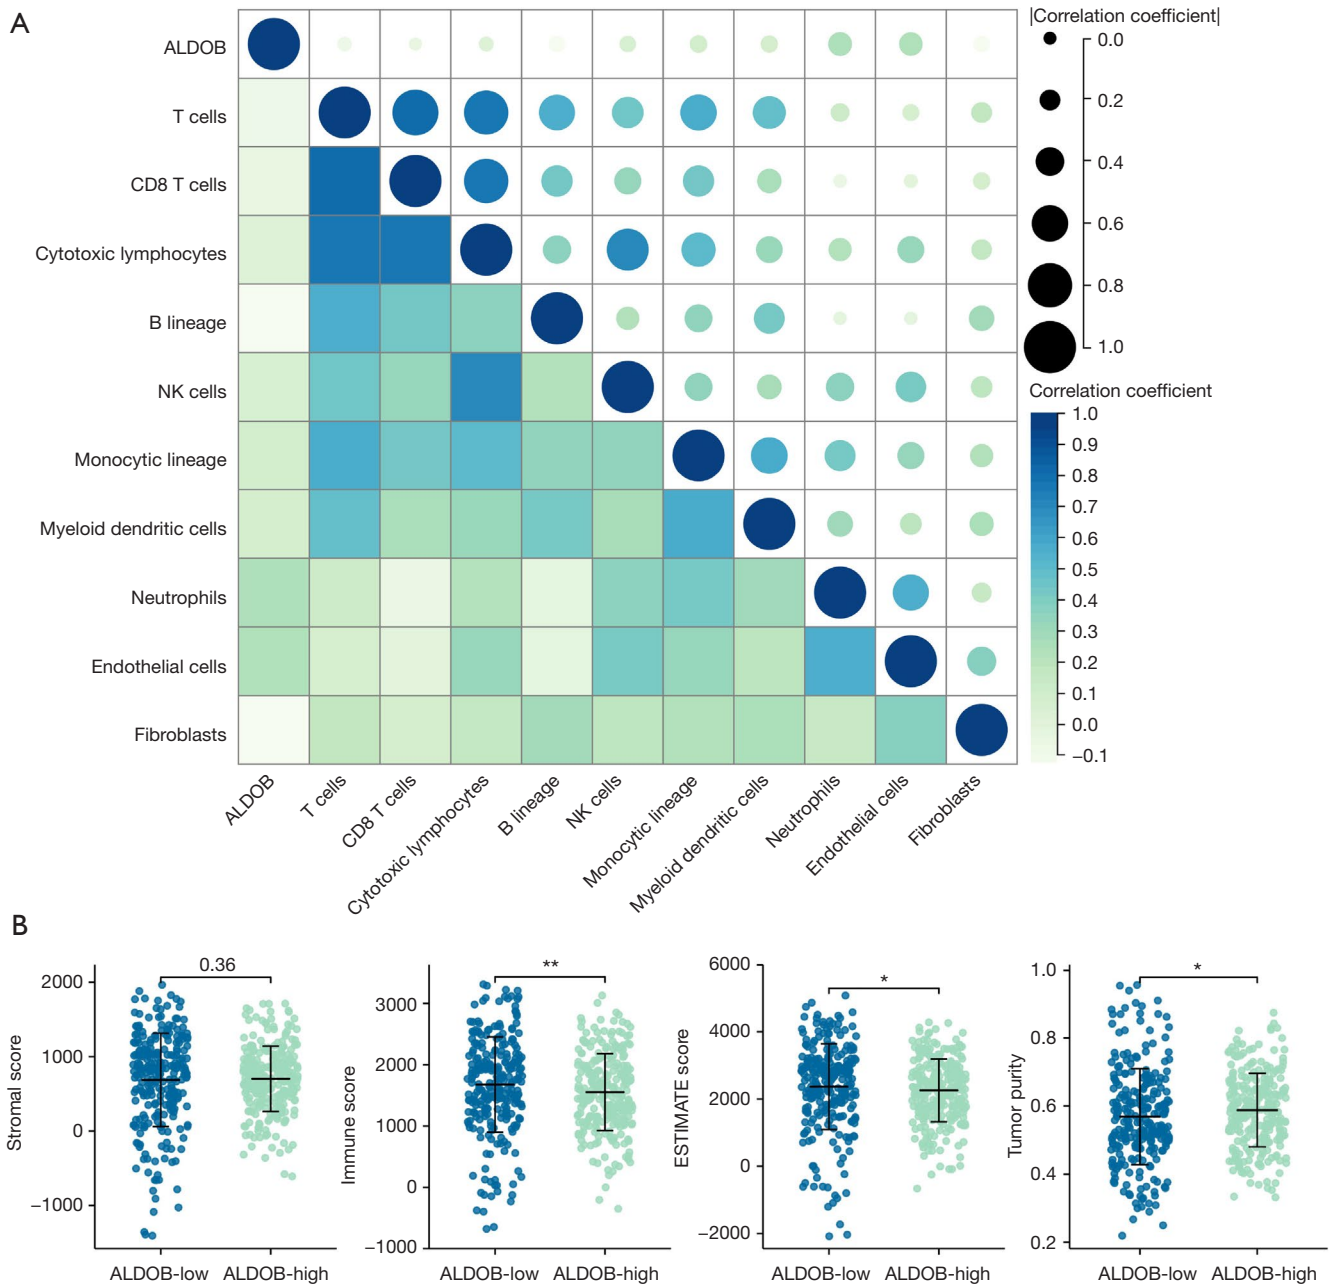 A
ALDOB
T cells
CD8 T cells
Cytotoxic lymphocytes
B lineage
NK cells
Monocytic lineage
Myeloid dendritic cells
Neutrophils
Endothelial cells
Fibroblasts
ALDOB
T cells
CD8 T cells
Cytotoxic lymphocytes
B lineage
NK cells
Monocytic lineage
Myeloid dendritic cells
Neutrophils
Endothelial cells
Fibroblasts
|Correlation coefficient|
0.0
0.2
0.4
0.6
0.8
1.0
Correlation coefficient
1.0
0.9
0.8
0.7
0.6
0.5
0.4
0.3
0.2
0.1
0.0
−0.1
B
Stromal score
2000
1000
0
−1000
0.36
ALDOB-low ALDOB-high
Immune score
3000
2000
1000
0
−1000
**
ALDOB-low ALDOB-high
ESTIMATE score
6000
4000
2000
0
−2000
*
ALDOB-low ALDOB-high
Tumor purity
1.0
0.8
0.6
0.4
0.2
*
ALDOB-low ALDOB-high